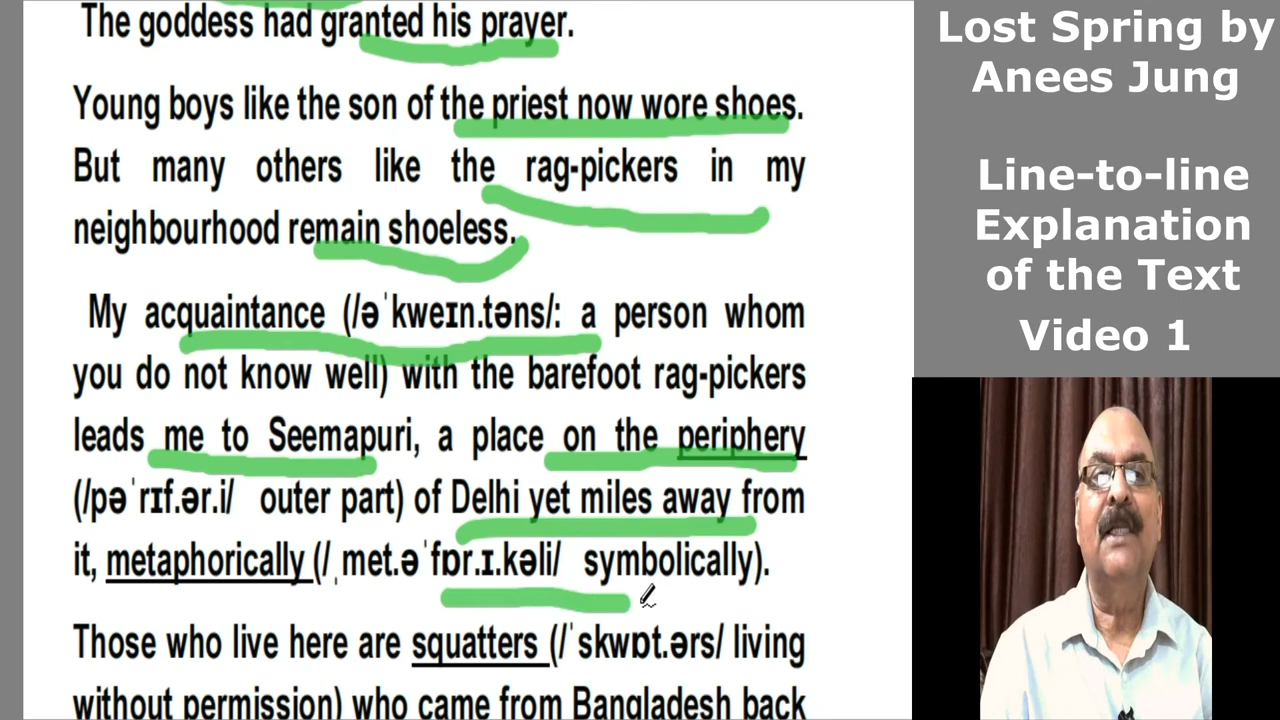 The goddess had granted his prayer.
Young boys like the son of the priest now wore shoes.
But many others like the rag-pickers in my
neighbourhood remain shoeless.
My acquaintance (/əˈkweɪn.təns/: a person whom
you do not know well) with the barefoot rag-pickers
leads me to Seemapuri, a place on the periphery
(/pəˈrɪf.ər.i/ outer part) of Delhi yet miles away from
it, metaphorically (/ˌmet.əˈfɒr.ɪ.kəli/ symbolically).
Those who live here are squatters (/ˈskwɒt.ərs/ living
without permission) who came from Bangladesh back
Lost Spring by
Anees Jung
Line-to-line
Explanation
of the Text
Video 1